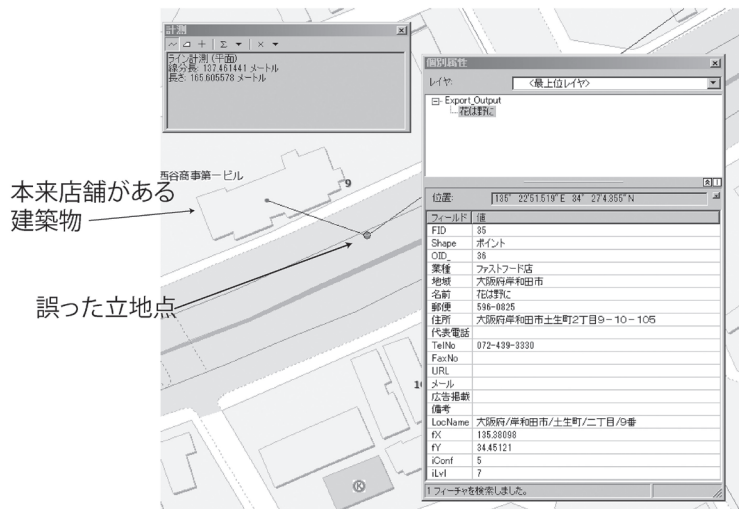 計測
ライン計測 (平面)
線分長: 137.461441 メートル
長さ: 165.605578 メートル
個別属性
レイヤ: <最上位レイヤ>
Export_Output
花は野に
西谷商事第一ビル
9
本来店舗がある
建築物
誤った立地点
位置: 135° 22'51.519"E 34° 27'4.355"N
フィールド 値
FID 35
Shape ポイント
OID_ 36
業種 ファストフード店
地域 大阪府岸和田市
名前 花は野に
郵便 596-0825
住所 大阪府岸和田市土生町2丁目9-10-105
代表電話
TelNo 072-439-3330
FaxNo
URL
メール
広告掲載
備考
LocName 大阪府/岸和田市/土生町/二丁目/9番
fX 135.38098
fY 34.45121
iConf 5
iLvl 7
1 フィーチャを検索しました。
K